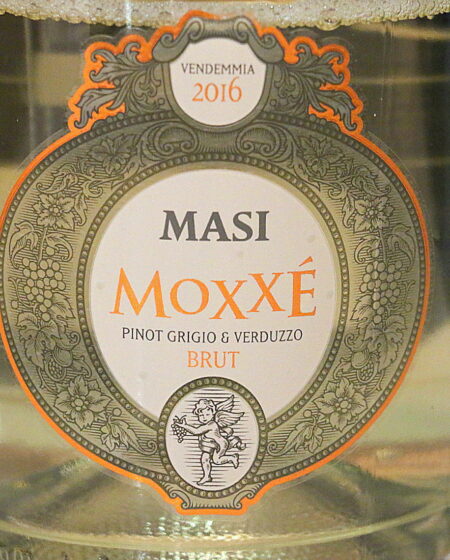 VENDEMMIA
2016
MASI
MOXXÉ
PINOT GRIGIO & VERDUZZO
BRUT